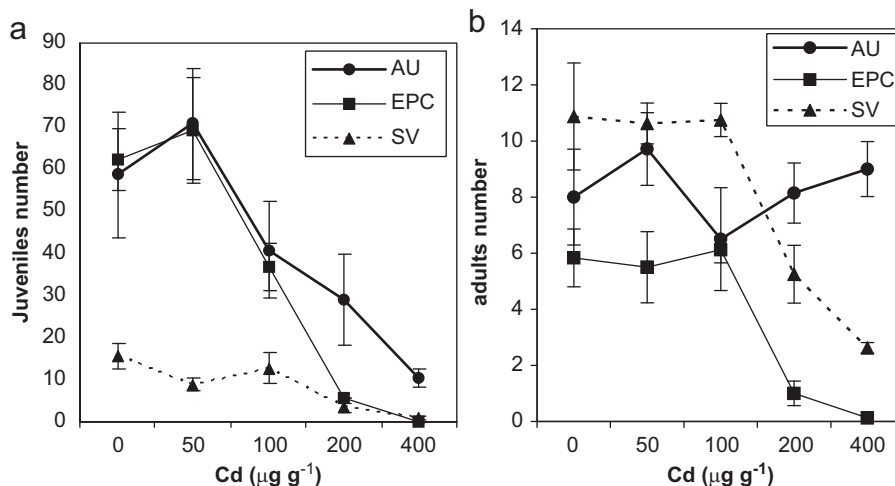 a
90
80
70
60
50
40
30
20
10
0
Juveniles number
AU
EPC
SV
0 50 100 200 400
Cd (μg g⁻¹)
b
14
12
10
8
6
4
2
0
adults number
AU
EPC
SV
0 50 100 200 400
Cd (μg g⁻¹)